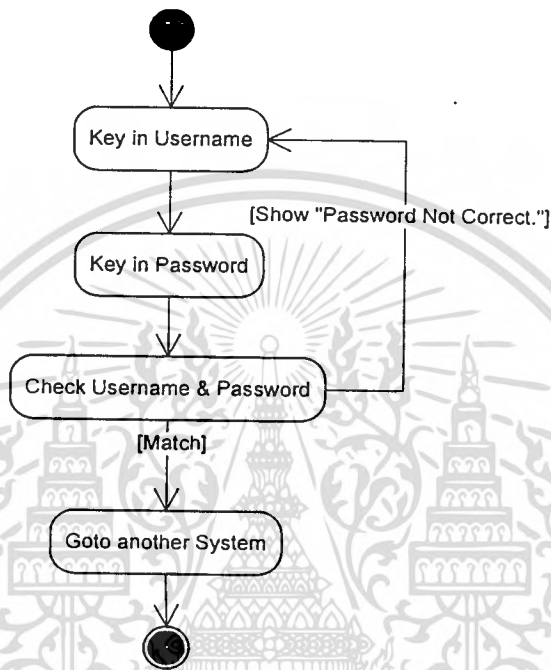 Key in Username
[Show "Password Not Correct."]
Key in Password
Check Username & Password
[Match]
Goto another System